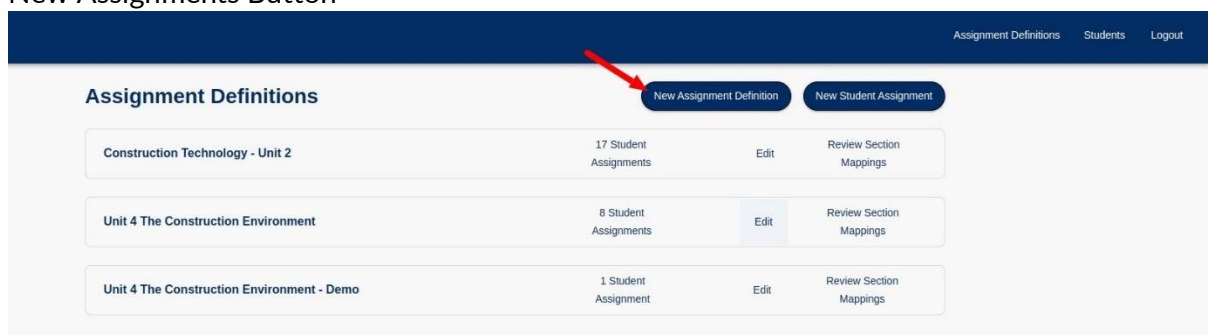 New Assignments Button
Assignment Definitions Students Logout
Assignment Definitions New Assignment Definition New Student Assignment
Construction Technology - Unit 2 17 Student Assignments Edit Review Section Mappings
Unit 4 The Construction Environment 8 Student Assignments Edit Review Section Mappings
Unit 4 The Construction Environment - Demo 1 Student Assignment Edit Review Section Mappings